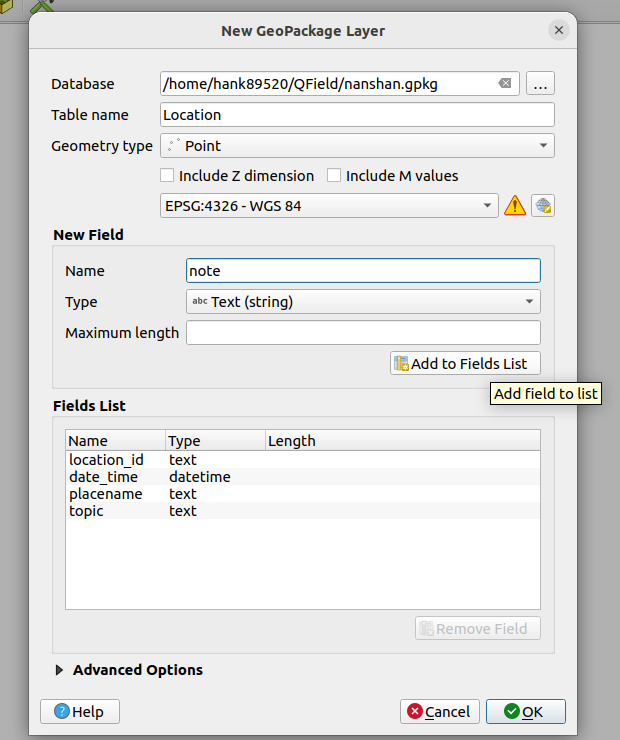 New GeoPackage Layer
Database /home/hank89520/QField/nanshan.gpkg ...
Table name Location
Geometry type Point
Include Z dimension Include M values
EPSG:4326 - WGS 84
New Field
Name note
Type abc Text (string)
Maximum length
Add to Fields List
Add field to list
Fields List
Name Type Length
location_id text
date_time datetime
placename text
topic text
Remove Field
Advanced Options
Help Cancel OK